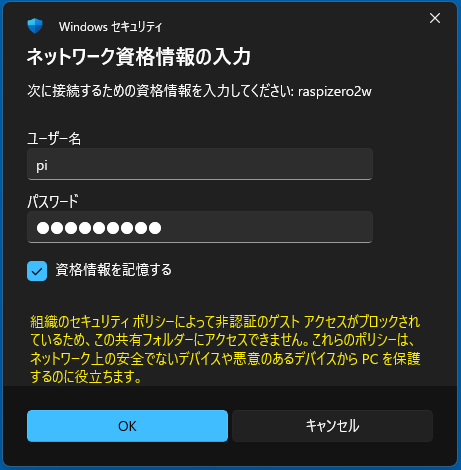 Windows セキュリティ
ネットワーク資格情報の入力
次に接続するための資格情報を入力してください: raspizero2w
ユーザー名
pi
パスワード
●●●●●●●●●
資格情報を記憶する
組織のセキュリティ ポリシーによって非認証のゲスト アクセスがブロックされ
ているため、この共有フォルダーにアクセスできません。これらのポリシーは、
ネットワーク上の安全でないデバイスや悪意のあるデバイスから PC を保護
するのに役立ちます。
OK
キャンセル